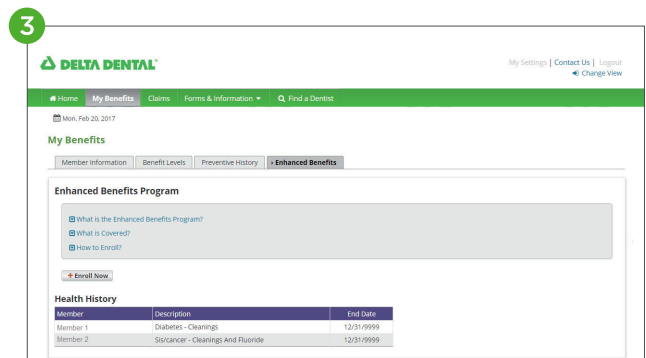 3
DELTA DENTAL®
My Settings | Contact Us | Logout
Change View
Home My Benefits Claims Forms & Information Find a Dentist
Mon, Feb 20, 2017
My Benefits
Member Information Benefit Levels Preventive History › Enhanced Benefits
Enhanced Benefits Program
What is the Enhanced Benefits Program?
What is Covered?
How to Enroll?
+ Enroll Now
Health History
Member Description End Date
Member 1 Diabetes - Cleanings 12/31/9999
Member 2 Sis/cancer - Cleanings And Fluoride 12/31/9999